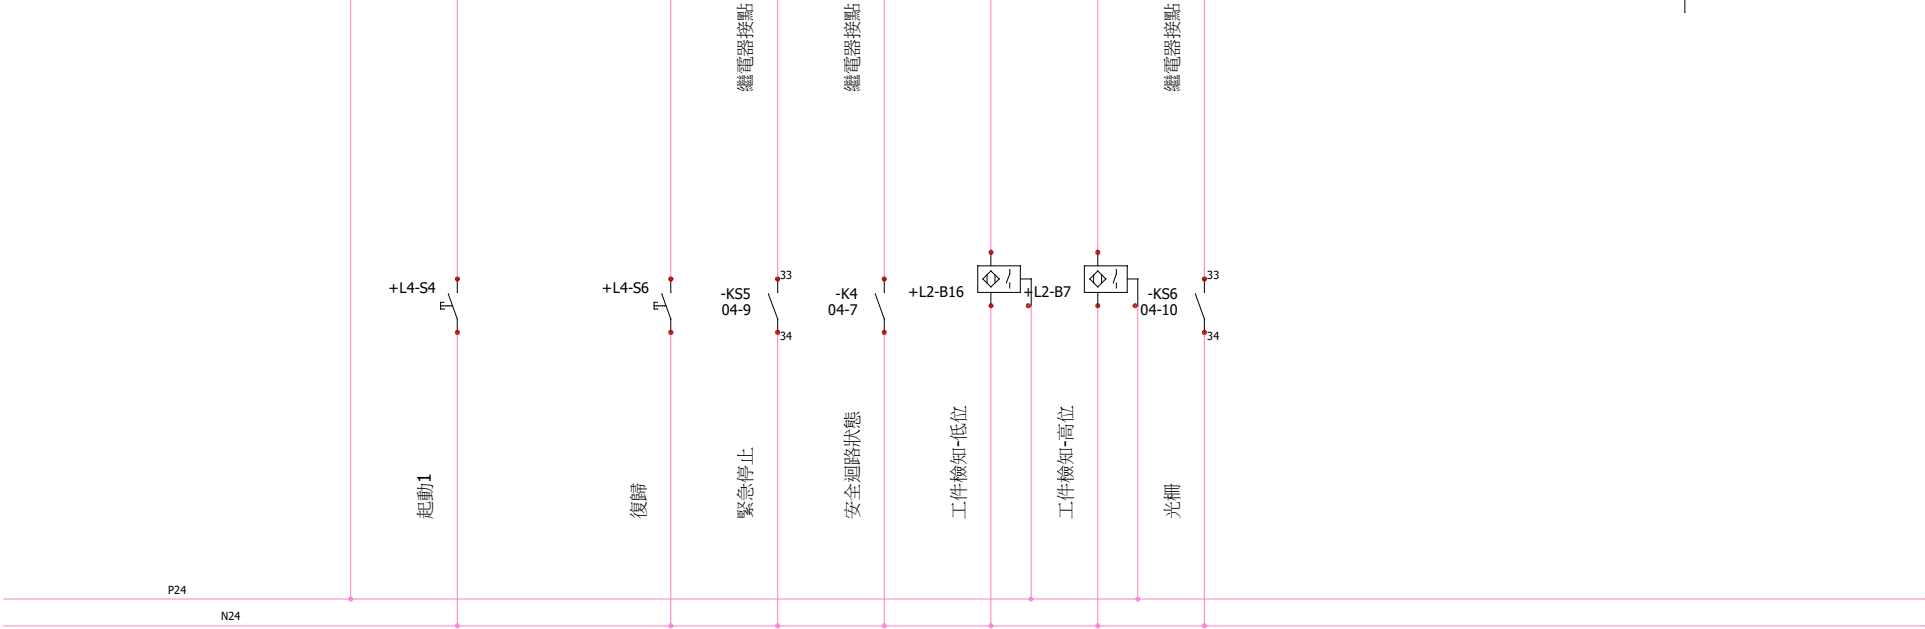 繼電器接點
繼電器接點
繼電器接點
+L4-S4
+L4-S6
-KS5
04-9
33
34
-K4
04-7
+L2-B16
+L2-B7
-KS6
04-10
33
34
起動1
復歸
緊急停止
安全迴路狀態
工件檢知-低位
工件檢知-高位
光柵
P24
N24